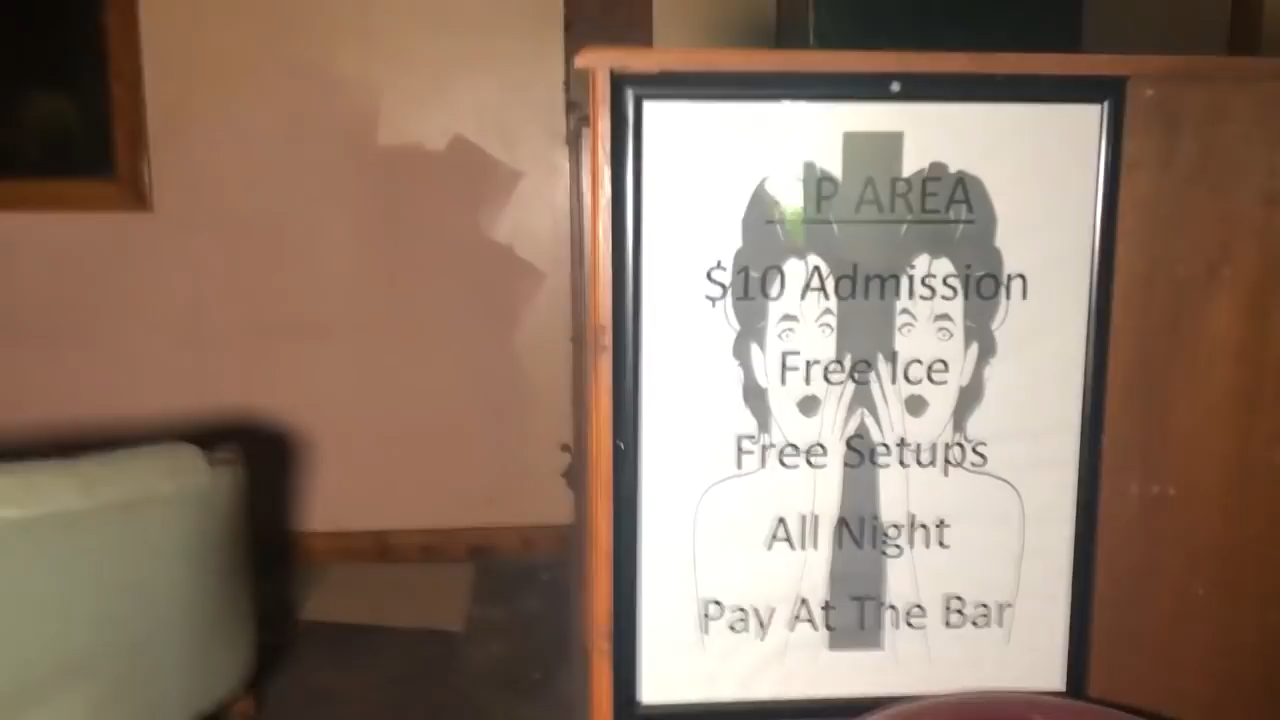 P AREA
$10 Admission
Free Ice
Free Setups
All Night
Pay At The Bar